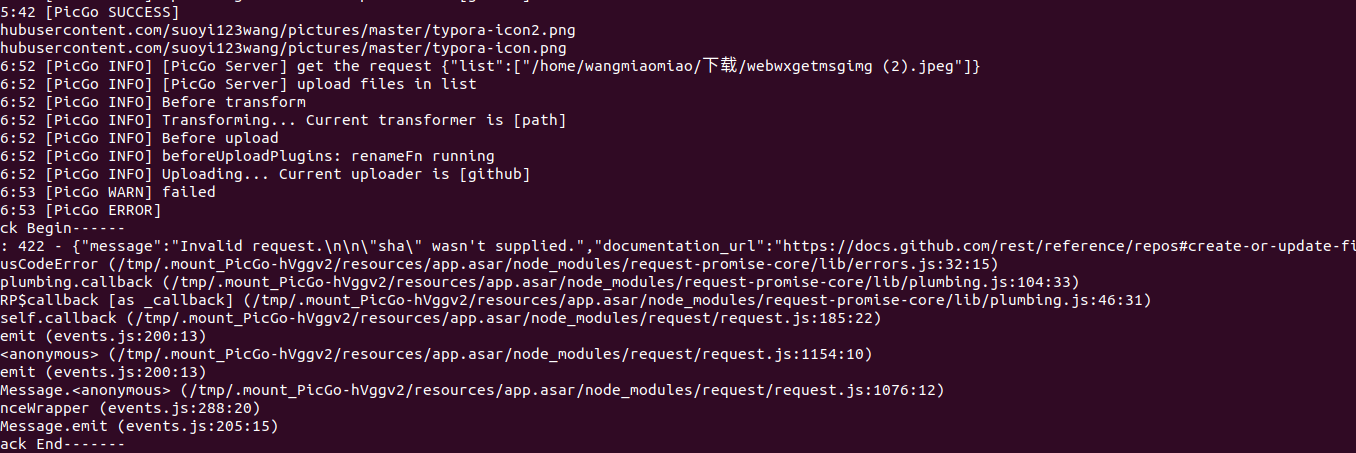 5:42 [PicGo SUCCESS]
hubusercontent.com/suoyi123wang/pictures/master/typora-icon2.png
hubusercontent.com/suoyi123wang/pictures/master/typora-icon.png
6:52 [PicGo INFO] [PicGo Server] get the request {"list":["/home/wangmiaomiao/下载/webwxgetmsgimg (2).jpeg"]}
6:52 [PicGo INFO] [PicGo Server] upload files in list
6:52 [PicGo INFO] Before transform
6:52 [PicGo INFO] Transforming... Current transformer is [path]
6:52 [PicGo INFO] Before upload
6:52 [PicGo INFO] beforeUploadPlugins: renameFn running
6:52 [PicGo INFO] Uploading... Current uploader is [github]
6:53 [PicGo WARN] failed
6:53 [PicGo ERROR]
ck Begin------
: 422 - {"message":"Invalid request.\n\n\"sha\" wasn't supplied.","documentation_url":"https://docs.github.com/rest/reference/repos#create-or-update-fi
usCodeError (/tmp/.mount_PicGo-hVggv2/resources/app.asar/node_modules/request-promise-core/lib/errors.js:32:15)
plumbing.callback (/tmp/.mount_PicGo-hVggv2/resources/app.asar/node_modules/request-promise-core/lib/plumbing.js:104:33)
RP$callback [as _callback] (/tmp/.mount_PicGo-hVggv2/resources/app.asar/node_modules/request-promise-core/lib/plumbing.js:46:31)
self.callback (/tmp/.mount_PicGo-hVggv2/resources/app.asar/node_modules/request/request.js:185:22)
emit (events.js:200:13)
<anonymous> (/tmp/.mount_PicGo-hVggv2/resources/app.asar/node_modules/request/request.js:1154:10)
emit (events.js:200:13)
Message.<anonymous> (/tmp/.mount_PicGo-hVggv2/resources/app.asar/node_modules/request/request.js:1076:12)
nceWrapper (events.js:288:20)
Message.emit (events.js:205:15)
ack End-------